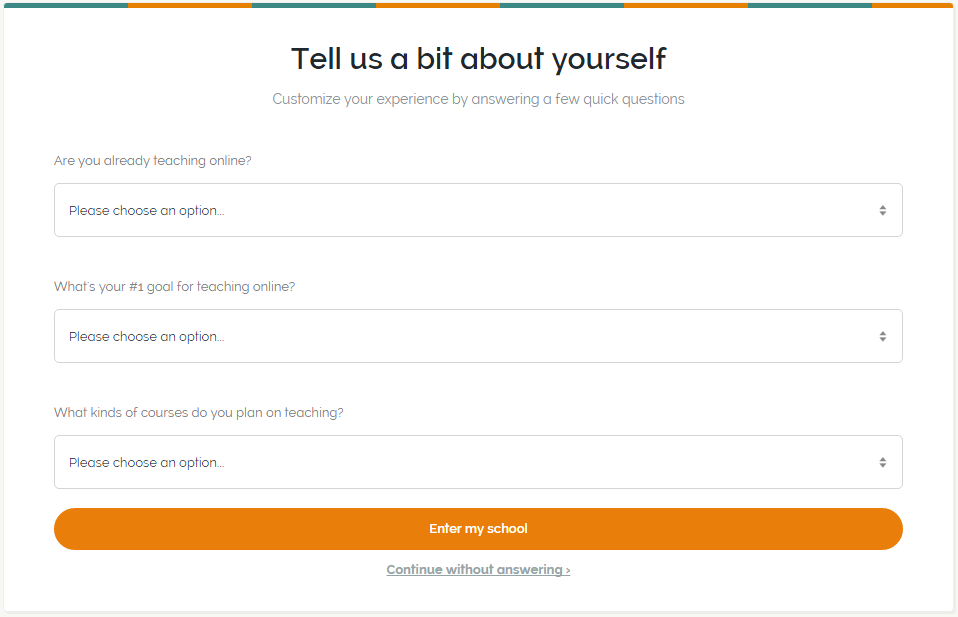 Tell us a bit about yourself
Customize your experience by answering a few quick questions
Are you already teaching online?
Please choose an option...
What's your #1 goal for teaching online?
Please choose an option...
What kinds of courses do you plan on teaching?
Please choose an option...
Enter my school
Continue without answering ›